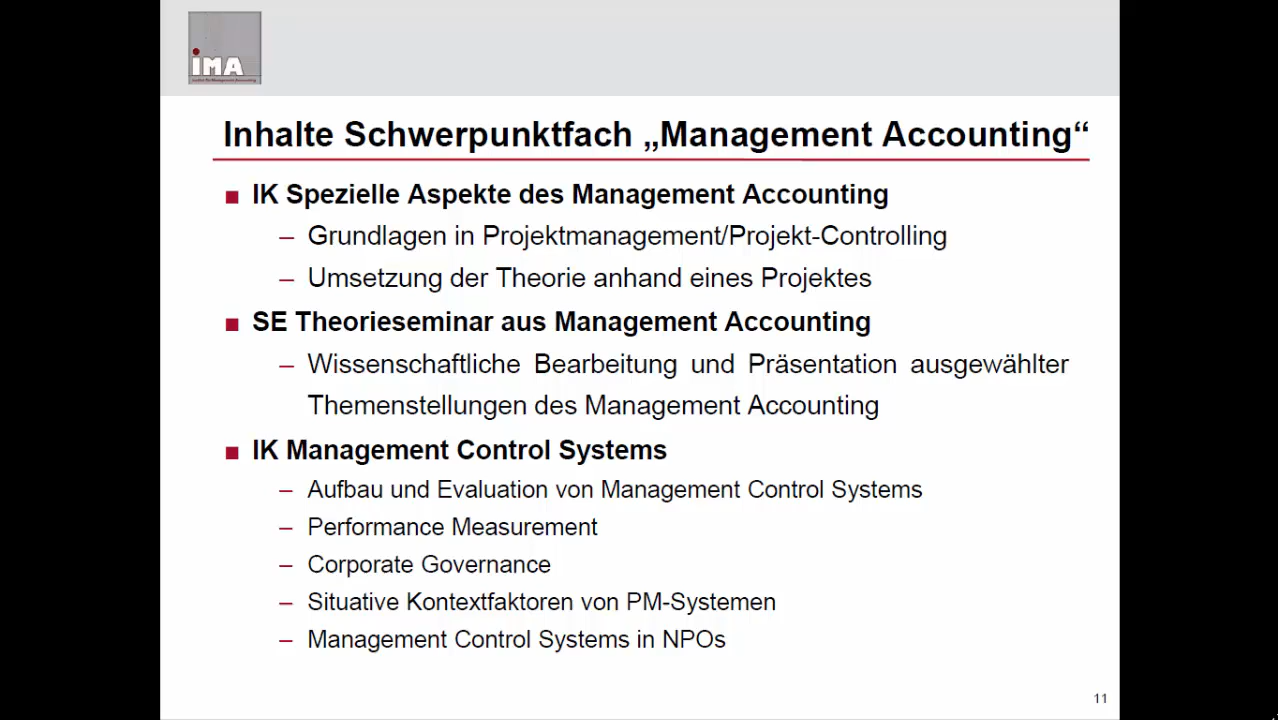 iMA
Inhalte Schwerpunktfach „Management Accounting“
■ IK Spezielle Aspekte des Management Accounting
– Grundlagen in Projektmanagement/Projekt-Controlling
– Umsetzung der Theorie anhand eines Projektes
■ SE Theorieseminar aus Management Accounting
– Wissenschaftliche Bearbeitung und Präsentation ausgewählter
Themenstellungen des Management Accounting
■ IK Management Control Systems
– Aufbau und Evaluation von Management Control Systems
– Performance Measurement
– Corporate Governance
– Situative Kontextfaktoren von PM-Systemen
– Management Control Systems in NPOs
11